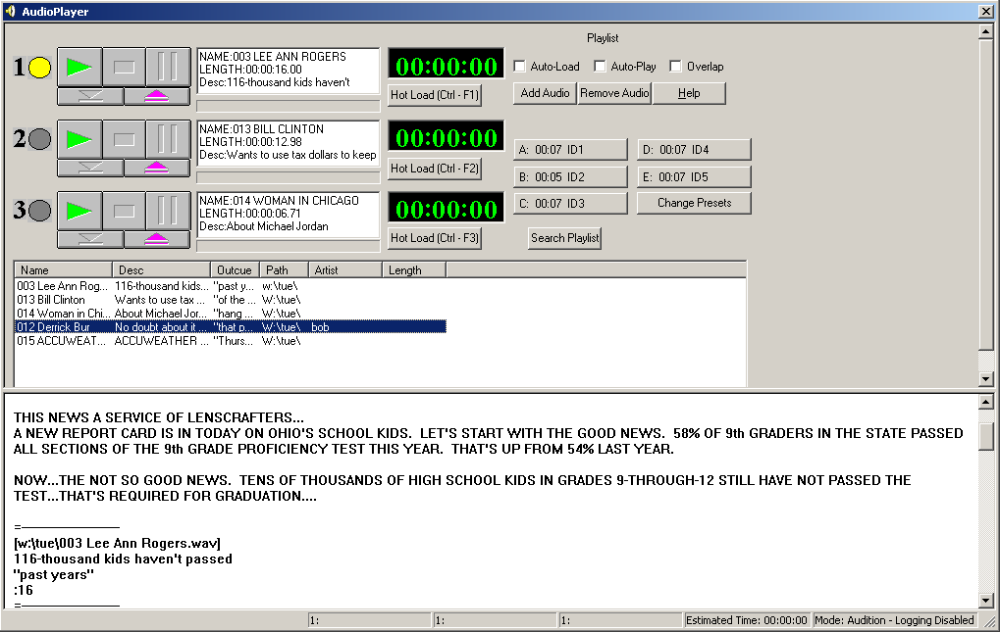 AudioPlayer
Playlist
1
NAME:003 LEE ANN ROGERS
LENGTH:00:00:16.00
Desc:116-thousand kids haven't
00:00:00
Hot Load (Ctrl - F1)
Auto-Load
Auto-Play
Overlap
Add Audio
Remove Audio
Help
2
NAME:013 BILL CLINTON
LENGTH:00:00:12.98
Desc:Wants to use tax dollars to keep
00:00:00
Hot Load (Ctrl - F2)
A: 00:07 ID1
D: 00:07 ID4
B: 00:05 ID2
E: 00:07 ID5
C: 00:07 ID3
Change Presets
3
NAME:014 WOMAN IN CHICAGO
LENGTH:00:00:06.71
Desc:About Michael Jordan
00:00:00
Hot Load (Ctrl - F3)
Search Playlist
Name Desc Outcue Path Artist Length
003 Lee Ann Rog... 116-thousand kids... "past y... w:\tue\
013 Bill Clinton Wants to use tax ... "of the ... W:\tue\
014 Woman in Chi... About Michael Jor... "hang ... W:\tue\
012 Derrick Bur No doubt about it ... "that p... W:\tue\ bob
015 ACCUWEAT... ACCUWEATHER ... "Thurs... W:\tue\
THIS NEWS A SERVICE OF LENSCRAFTERS...
A NEW REPORT CARD IS IN TODAY ON OHIO'S SCHOOL KIDS. LET'S START WITH THE GOOD NEWS. 58% OF 9th GRADERS IN THE STATE PASSED
ALL SECTIONS OF THE 9th GRADE PROFICIENCY TEST THIS YEAR. THAT'S UP FROM 54% LAST YEAR.
NOW...THE NOT SO GOOD NEWS. TENS OF THOUSANDS OF HIGH SCHOOL KIDS IN GRADES 9-THROUGH-12 STILL HAVE NOT PASSED THE
TEST...THAT'S REQUIRED FOR GRADUATION....
=--------------------
[w:\tue\003 Lee Ann Rogers.wav]
116-thousand kids haven't passed
"past years"
:16
=--------------------
1:
1:
1:
Estimated Time: 00:00:00
Mode: Audition - Logging Disabled